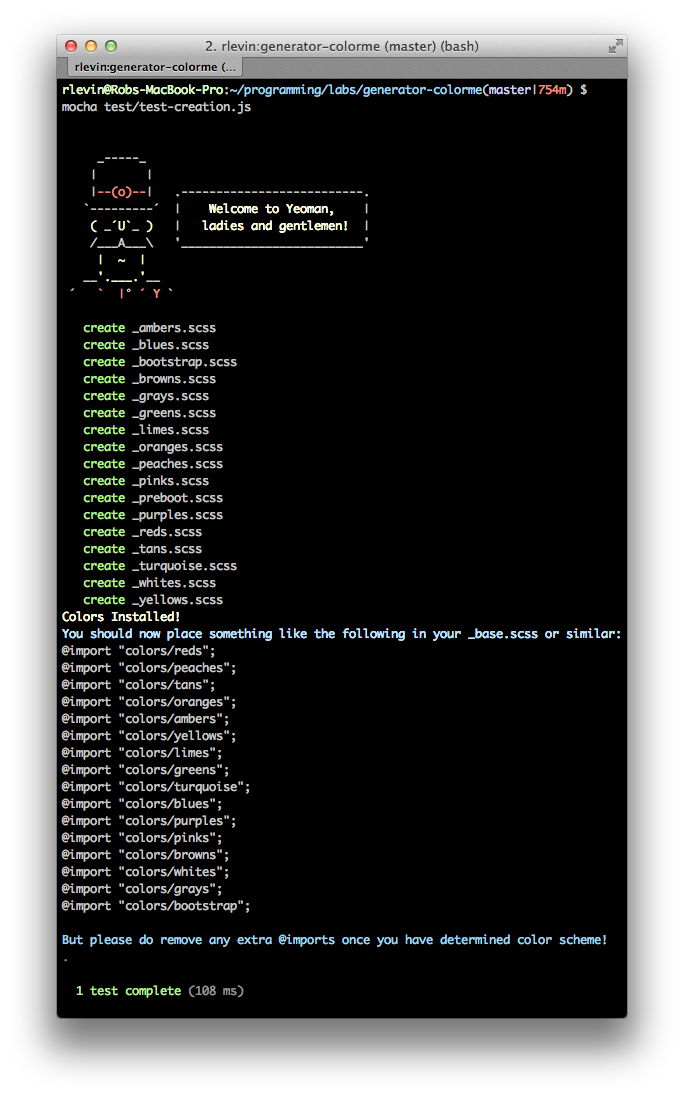 2. rlevin:generator-colorme (master) (bash)
rlevin:generator-colorme (...
rlevin@Robs-MacBook-Pro:~/programming/labs/generator-colorme(master|754m) $
mocha test/test-creation.js
     _-----_
    |       |
    |--(o)--|   .--------------------------.
   `---------´  |    Welcome to Yeoman,    |
    ( _´U`_ )   |   ladies and gentlemen!  |
    /___A___\   '__________________________'
     |  ~  |
   __'.___.'__
 ´   `  |° ´ Y `
   create _ambers.scss
   create _blues.scss
   create _bootstrap.scss
   create _browns.scss
   create _grays.scss
   create _greens.scss
   create _limes.scss
   create _oranges.scss
   create _peaches.scss
   create _pinks.scss
   create _preboot.scss
   create _purples.scss
   create _reds.scss
   create _tans.scss
   create _turquoise.scss
   create _whites.scss
   create _yellows.scss
Colors Installed!
You should now place something like the following in your _base.scss or similar:
@import "colors/reds";
@import "colors/peaches";
@import "colors/tans";
@import "colors/oranges";
@import "colors/ambers";
@import "colors/yellows";
@import "colors/limes";
@import "colors/greens";
@import "colors/turquoise";
@import "colors/blues";
@import "colors/purples";
@import "colors/pinks";
@import "colors/browns";
@import "colors/whites";
@import "colors/grays";
@import "colors/bootstrap";
But please do remove any extra @imports once you have determined color scheme!
.
  1 test complete (108 ms)